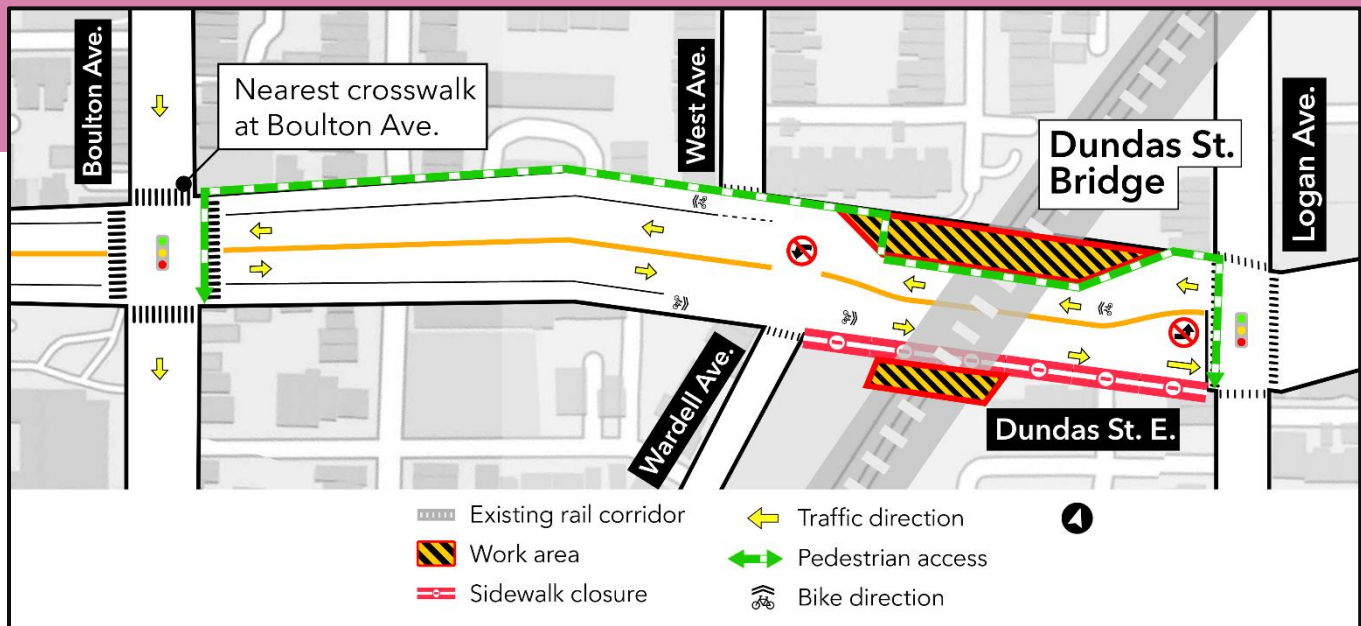 Boulton Ave.
Nearest crosswalk
at Boulton Ave.
West Ave.
Dundas St.
Bridge
Logan Ave.
Wardell Ave.
Dundas St. E.
Existing rail corridor
Work area
Sidewalk closure
Traffic direction
Pedestrian access
Bike direction